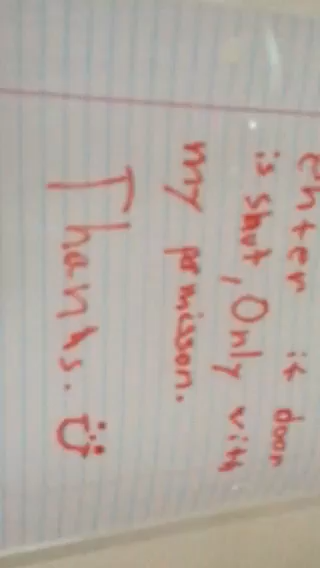 enter if door
is shut, Only with
my permisson.
Thanks. Ü